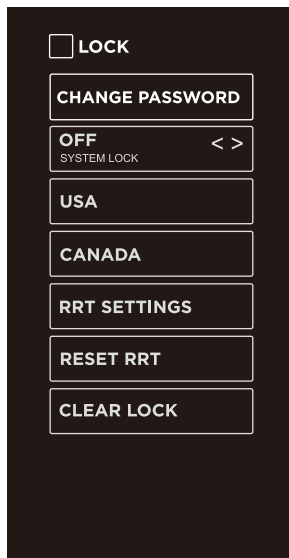 LOCK
CHANGE PASSWORD
OFF < >
SYSTEM LOCK
USA
CANADA
RRT SETTINGS
RESET RRT
CLEAR LOCK